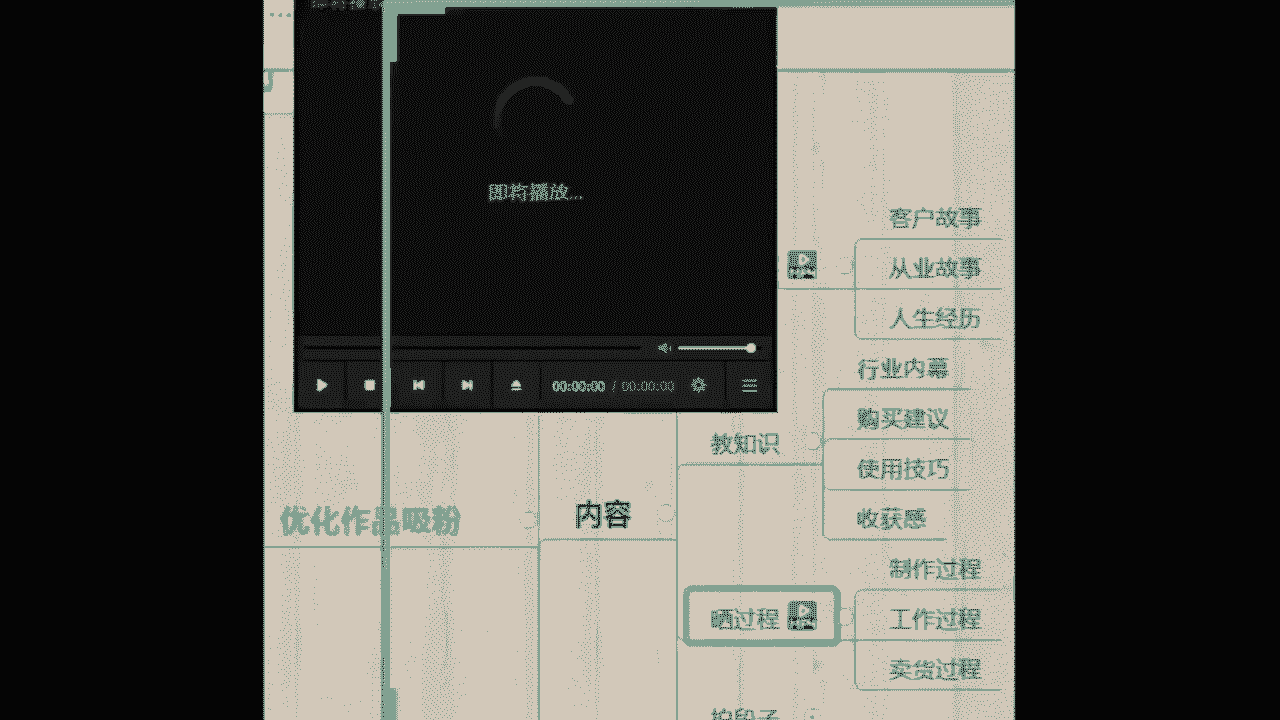 即将播放...
客户故事
从业故事
人生经历
00:00:00 / 00:00:00
行业内幕
购买建议
教知识
使用技巧
优化作品吸粉
内容
收获感
制作过程
晒过程
工作过程
卖货过程